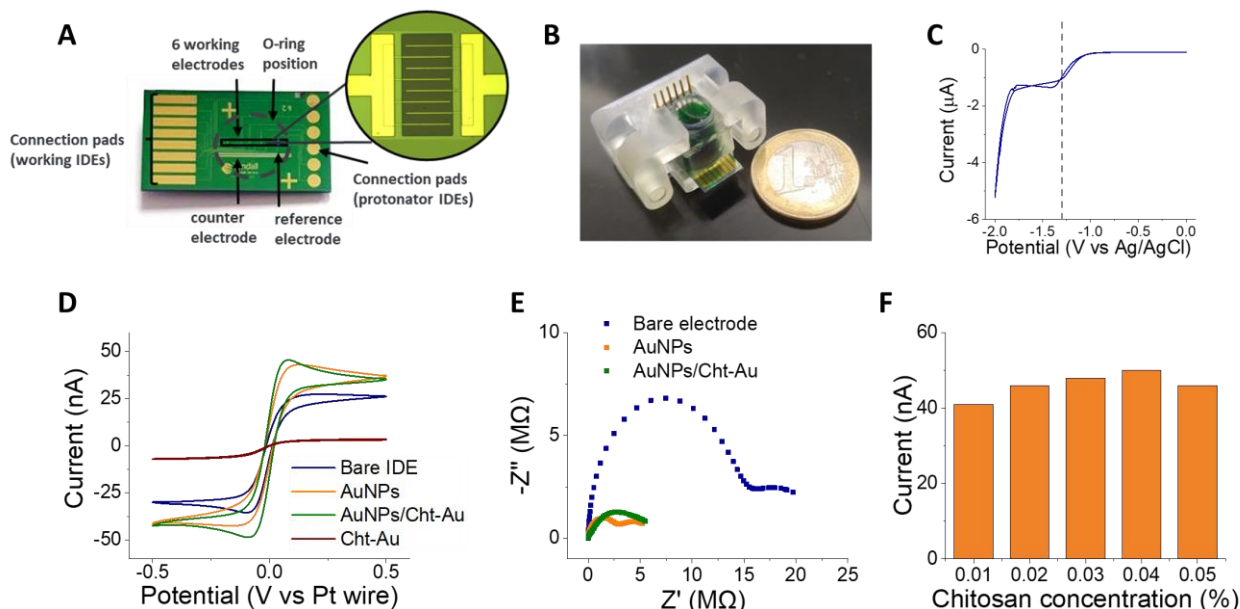 A
6 working
electrodes
O-ring
position
Connection pads
(working IDEs)
counter
electrode
reference
electrode
Connection pads
(protonator IDEs)
B
C
Current (µA)
0
-2
-4
-6
-2.0
-1.5
-1.0
0.0
Potential (V vs Ag/AgCl)
D
Current (nA)
50
25
0
-25
-50
Bare IDE
AuNPs
AuNPs/Cht-Au
Cht-Au
-0.5
0.0
0.5
Potential (V vs Pt wire)
E
-Z'' (MΩ)
10
5
0
Bare electrode
AuNPs
AuNPs/Cht-Au
0
5
10
15
20
25
Z' (MΩ)
F
Current (nA)
60
40
20
0
0.01
0.02
0.03
0.04
0.05
Chitosan concentration (%)